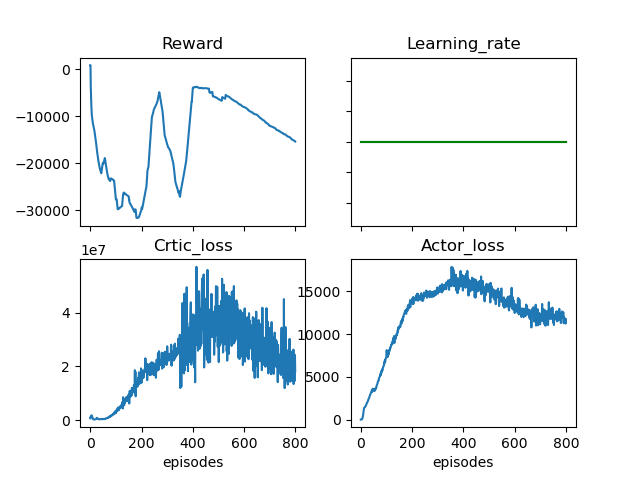 Reward
Learning_rate
0
−10000
−20000
−30000
1e7
Crtic_loss
Actor_loss
4
2
0
15000
10000
5000
0
0 200 400 600 800
0 200 400 600 800
episodes
episodes